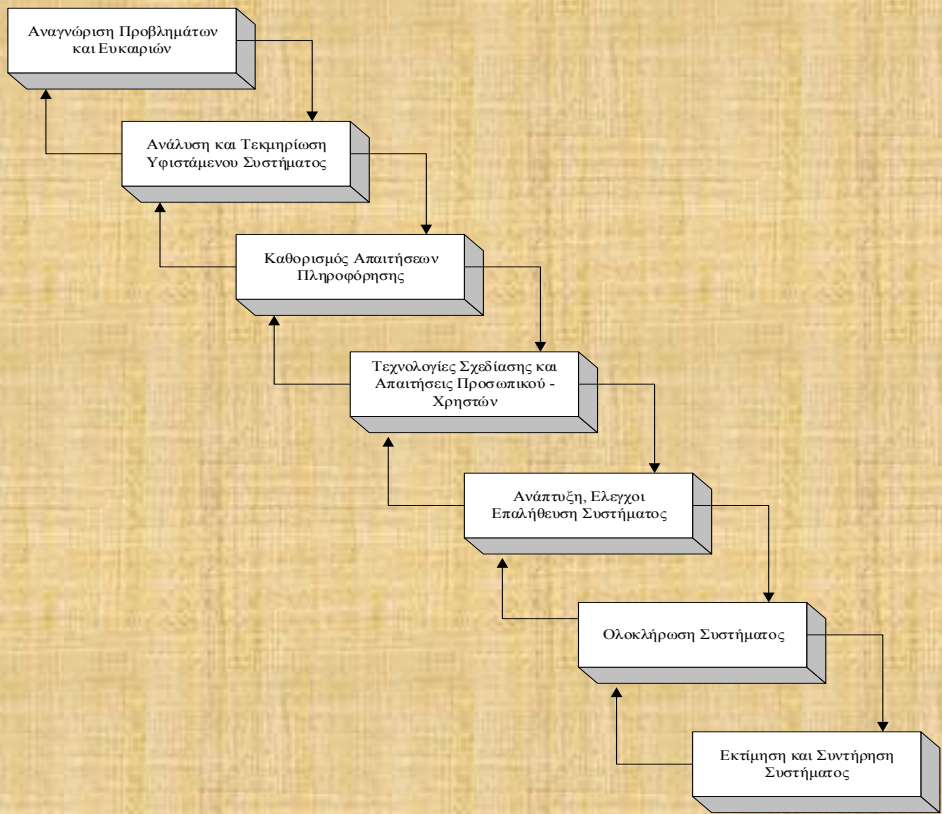 Αναγνώριση Προβλημάτων
και Ευκαιριών
Ανάλυση και Τεκμηρίωση
Υφιστάμενου Συστήματος
Καθορισμός Απαιτήσεων
Πληροφόρησης
Τεχνολογίες Σχεδίασης και
Απαιτήσεις Προσωπικού -
Χρηστών
Ανάπτυξη, Ελεγχοι
Επαλήθευση Συστήματος
Ολοκλήρωση Συστήματος
Εκτίμηση και Συντήρηση
Συστήματος